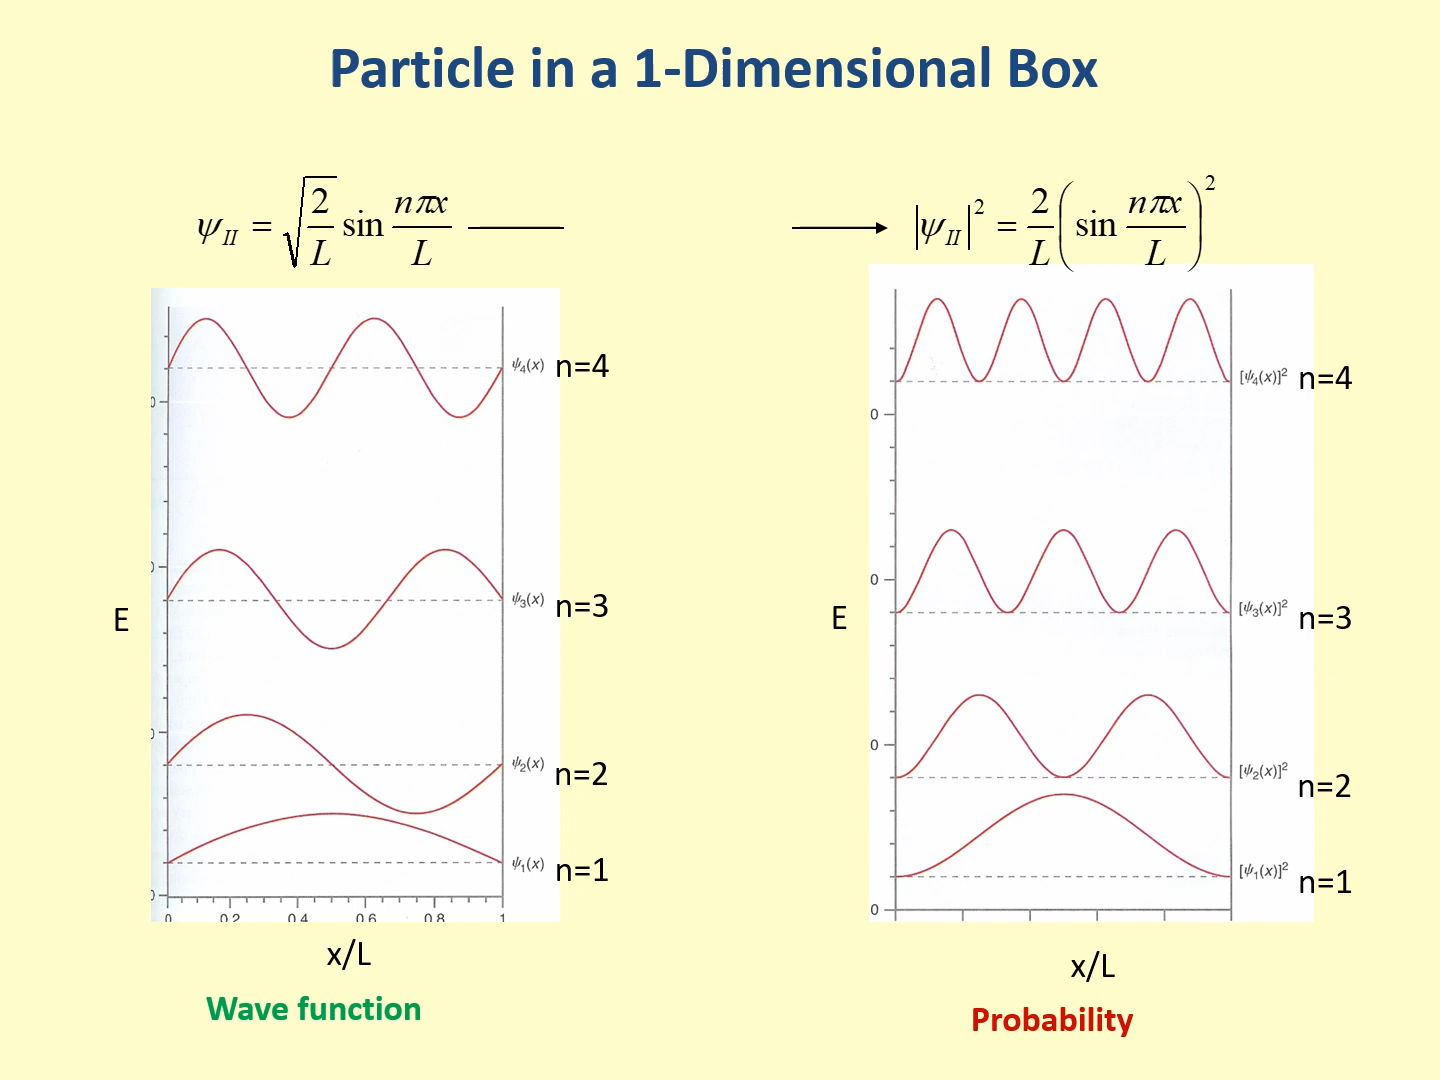 Particle in a 1-Dimensional Box
ψ_II = √(2/L) sin nπx/L
|ψ_II|² = 2/L (sin nπx/L)²
ψ₄(x) n=4
ψ₃(x) n=3
ψ₂(x) n=2
ψ₁(x) n=1
E
0 0.2 0.4 0.6 0.8 1
x/L
Wave function
[ψ₄(x)]² n=4
0
[ψ₃(x)]² n=3
0
E
[ψ₂(x)]² n=2
0
[ψ₁(x)]² n=1
0
x/L
Probability